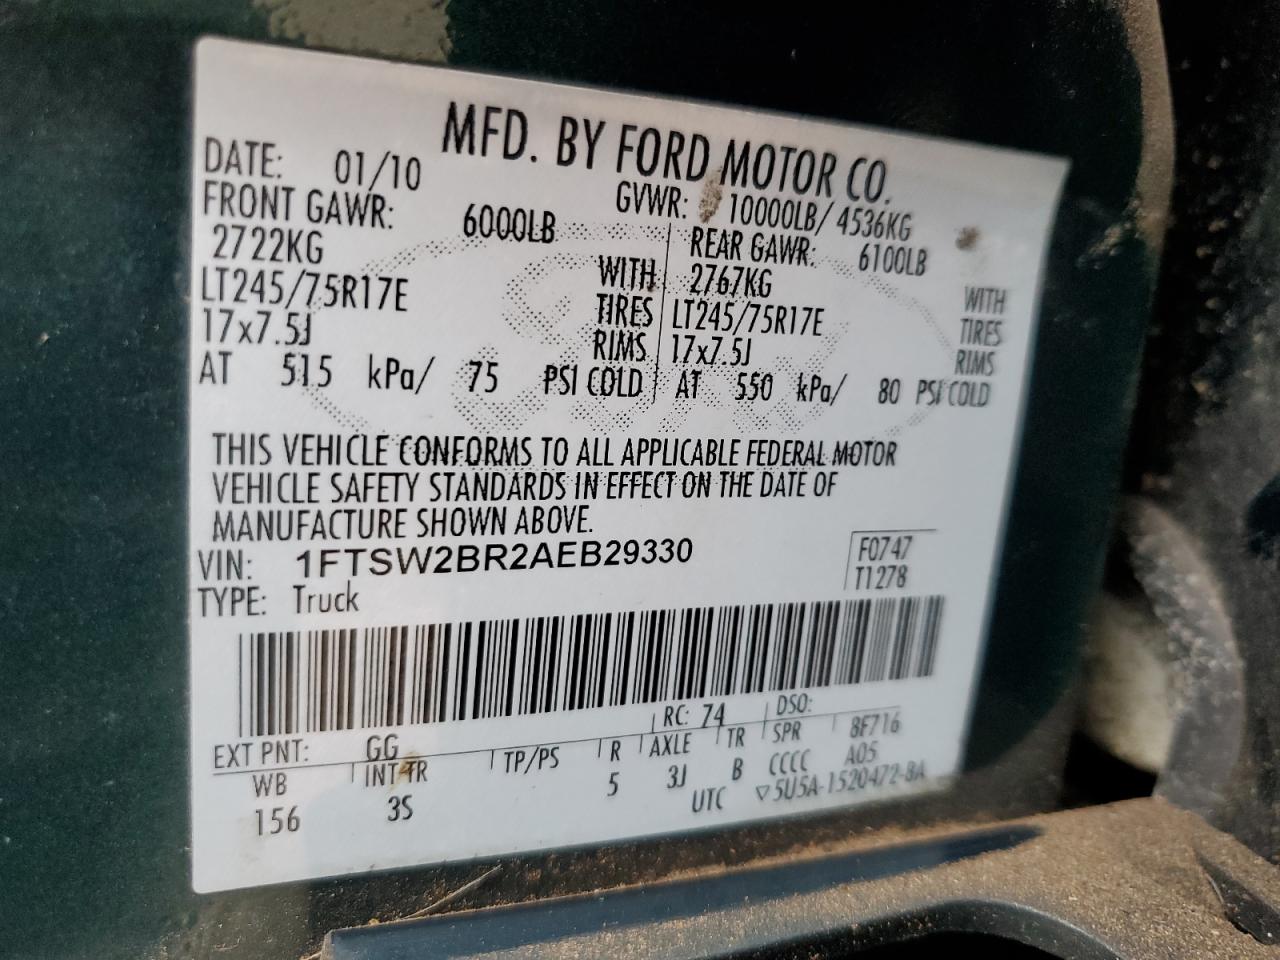 MFD. BY FORD MOTOR CO.
DATE: 01/10 GVWR: 10000LB/ 4536KG
FRONT GAWR: 6000LB REAR GAWR: 6100LB
2722KG WITH 2767KG WITH
LT245/75R17E TIRES LT245/75R17E TIRES
17x7.5J RIMS 17x7.5J RIMS
AT 515 kPa/ 75 PSI COLD AT 550 kPa/ 80 PSI COLD
THIS VEHICLE CONFORMS TO ALL APPLICABLE FEDERAL MOTOR
VEHICLE SAFETY STANDARDS IN EFFECT ON THE DATE OF
MANUFACTURE SHOWN ABOVE.
VIN: 1FTSW2BR2AEB29330 F0747
TYPE: Truck T1278
EXT PNT: GG RC: 74 DSO:
WB INT TR TP/PS R AXLE TR SPR 8F716
156 3S 5 3J B CCCC A05
UTC ▽5U5A-1520472-BA